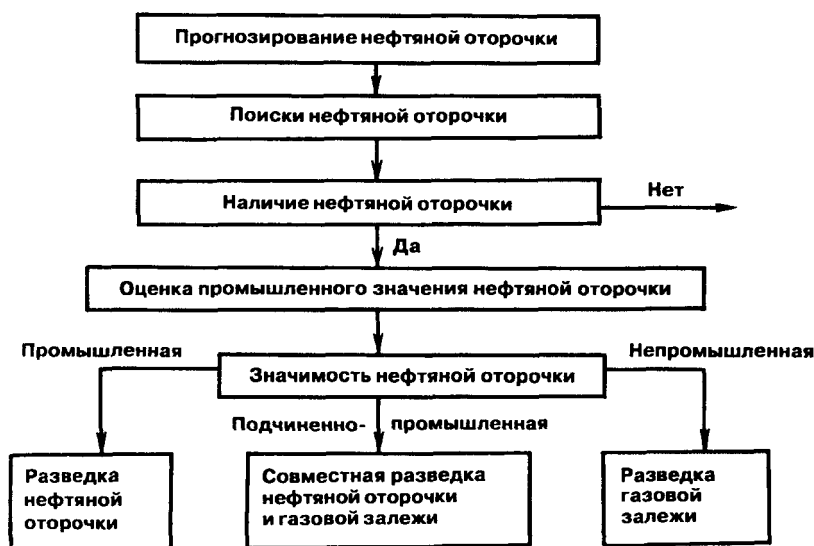 Прогнозирование нефтяной оторочки
Поиски нефтяной оторочки
Наличие нефтяной оторочки
Нет
Да
Оценка промышленного значения нефтяной оторочки
Промышленная
Непромышленная
Значимость нефтяной оторочки
Подчиненно- промышленная
Разведка
нефтяной
оторочки
Совместная разведка
нефтяной оторочки
и газовой залежи
Разведка
газовой
залежи